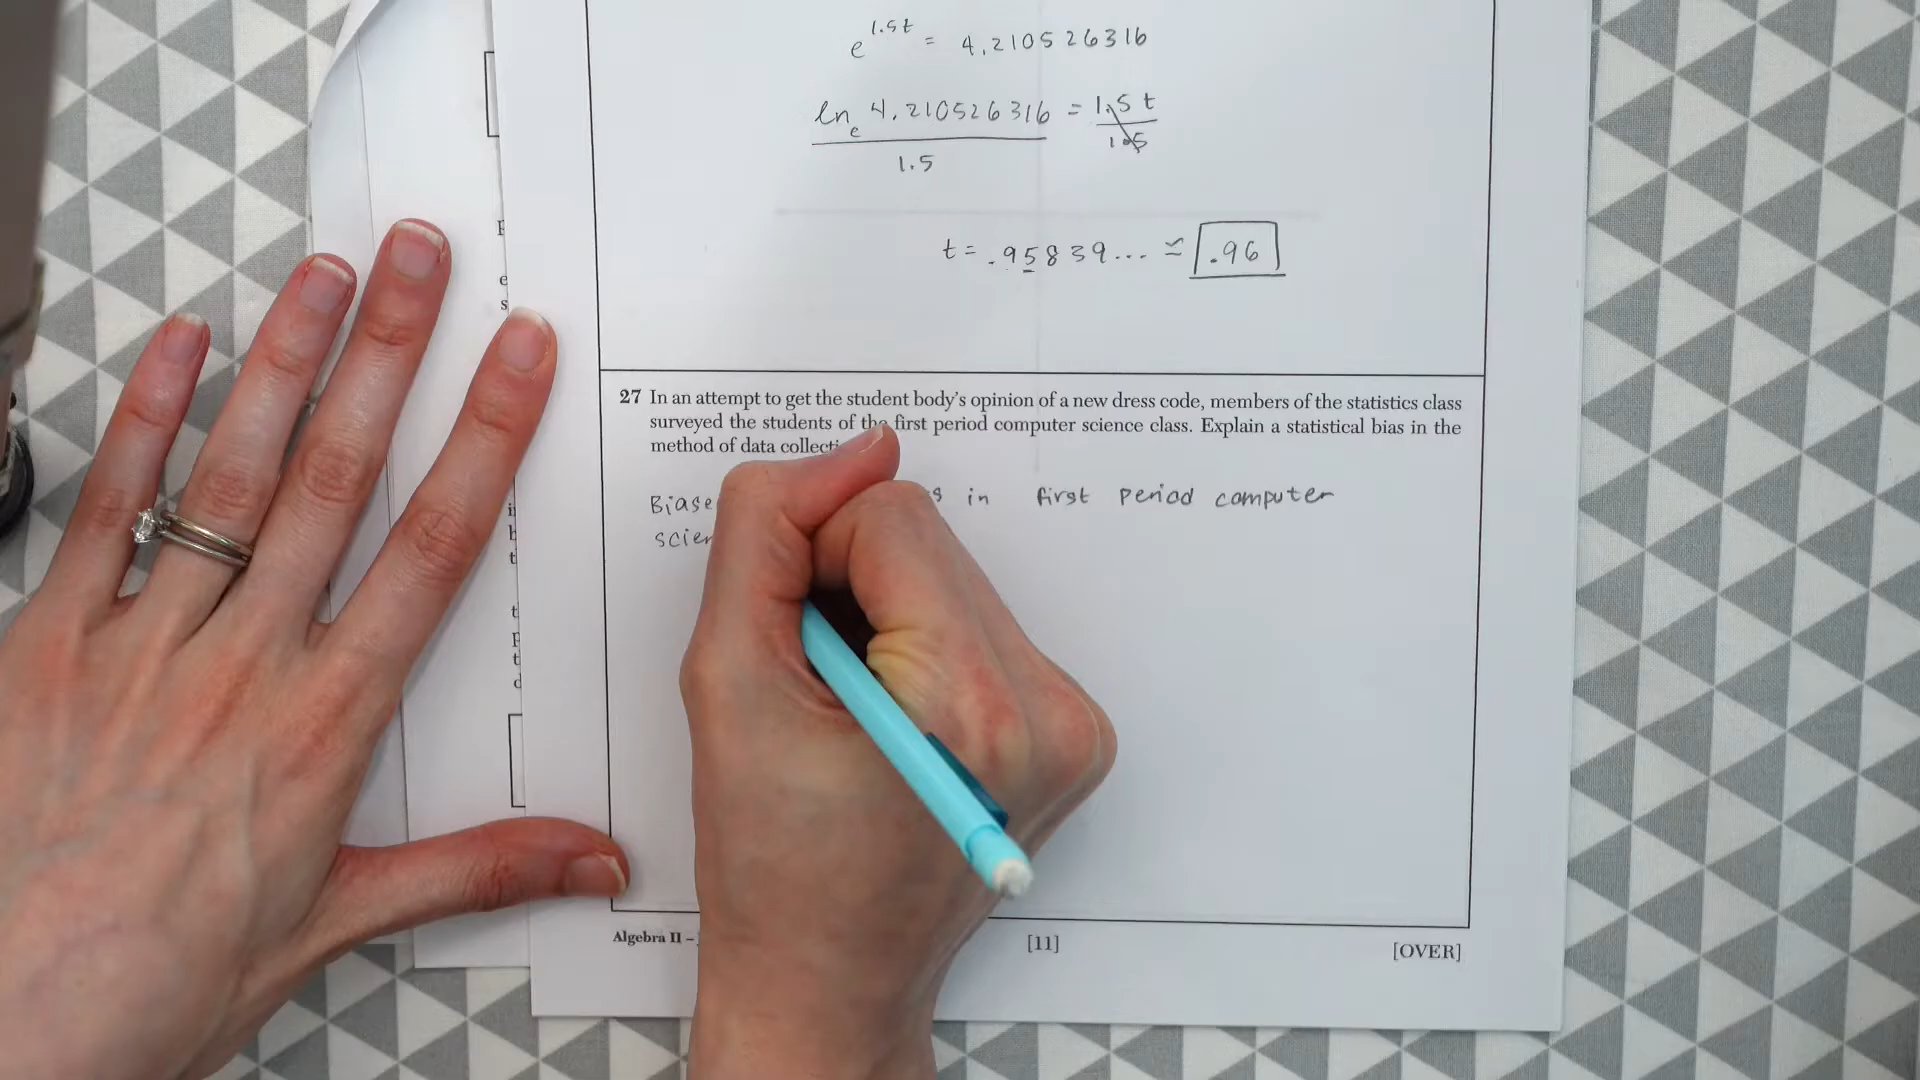 e^1.5t = 4.210526316
ln_e 4.210526316 = 1.5 t
1.5 1.5
t = .95839... ≈ .96
27 In an attempt to get the student body's opinion of a new dress code, members of the statistics class
surveyed the students of the first period computer science class. Explain a statistical bias in the
method of data
in first period computer
Algebra II –
[11]
[OVER]